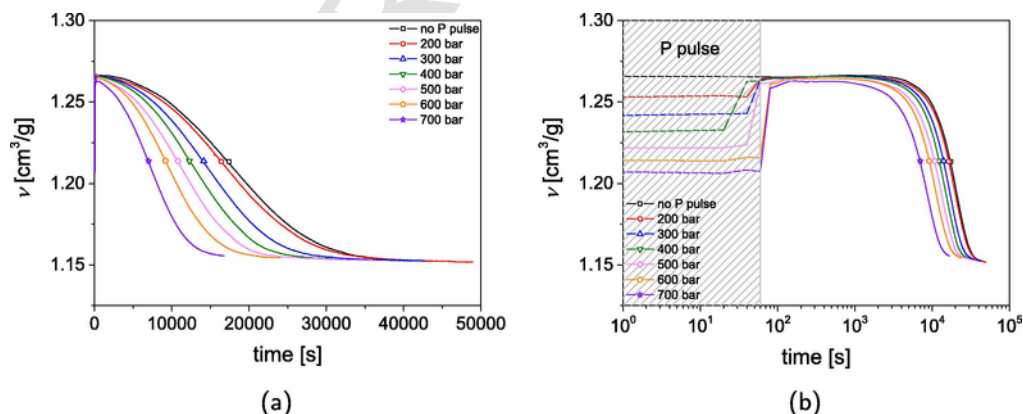 1.30
1.25
1.20
1.15
ν [cm³/g]
0
10000
20000
30000
40000
50000
time [s]
no P pulse
200 bar
300 bar
400 bar
500 bar
600 bar
700 bar
(a)
1.30
1.25
1.20
1.15
ν [cm³/g]
P pulse
no P pulse
200 bar
300 bar
400 bar
500 bar
600 bar
700 bar
10⁰
10¹
10²
10³
10⁴
10⁵
time [s]
(b)